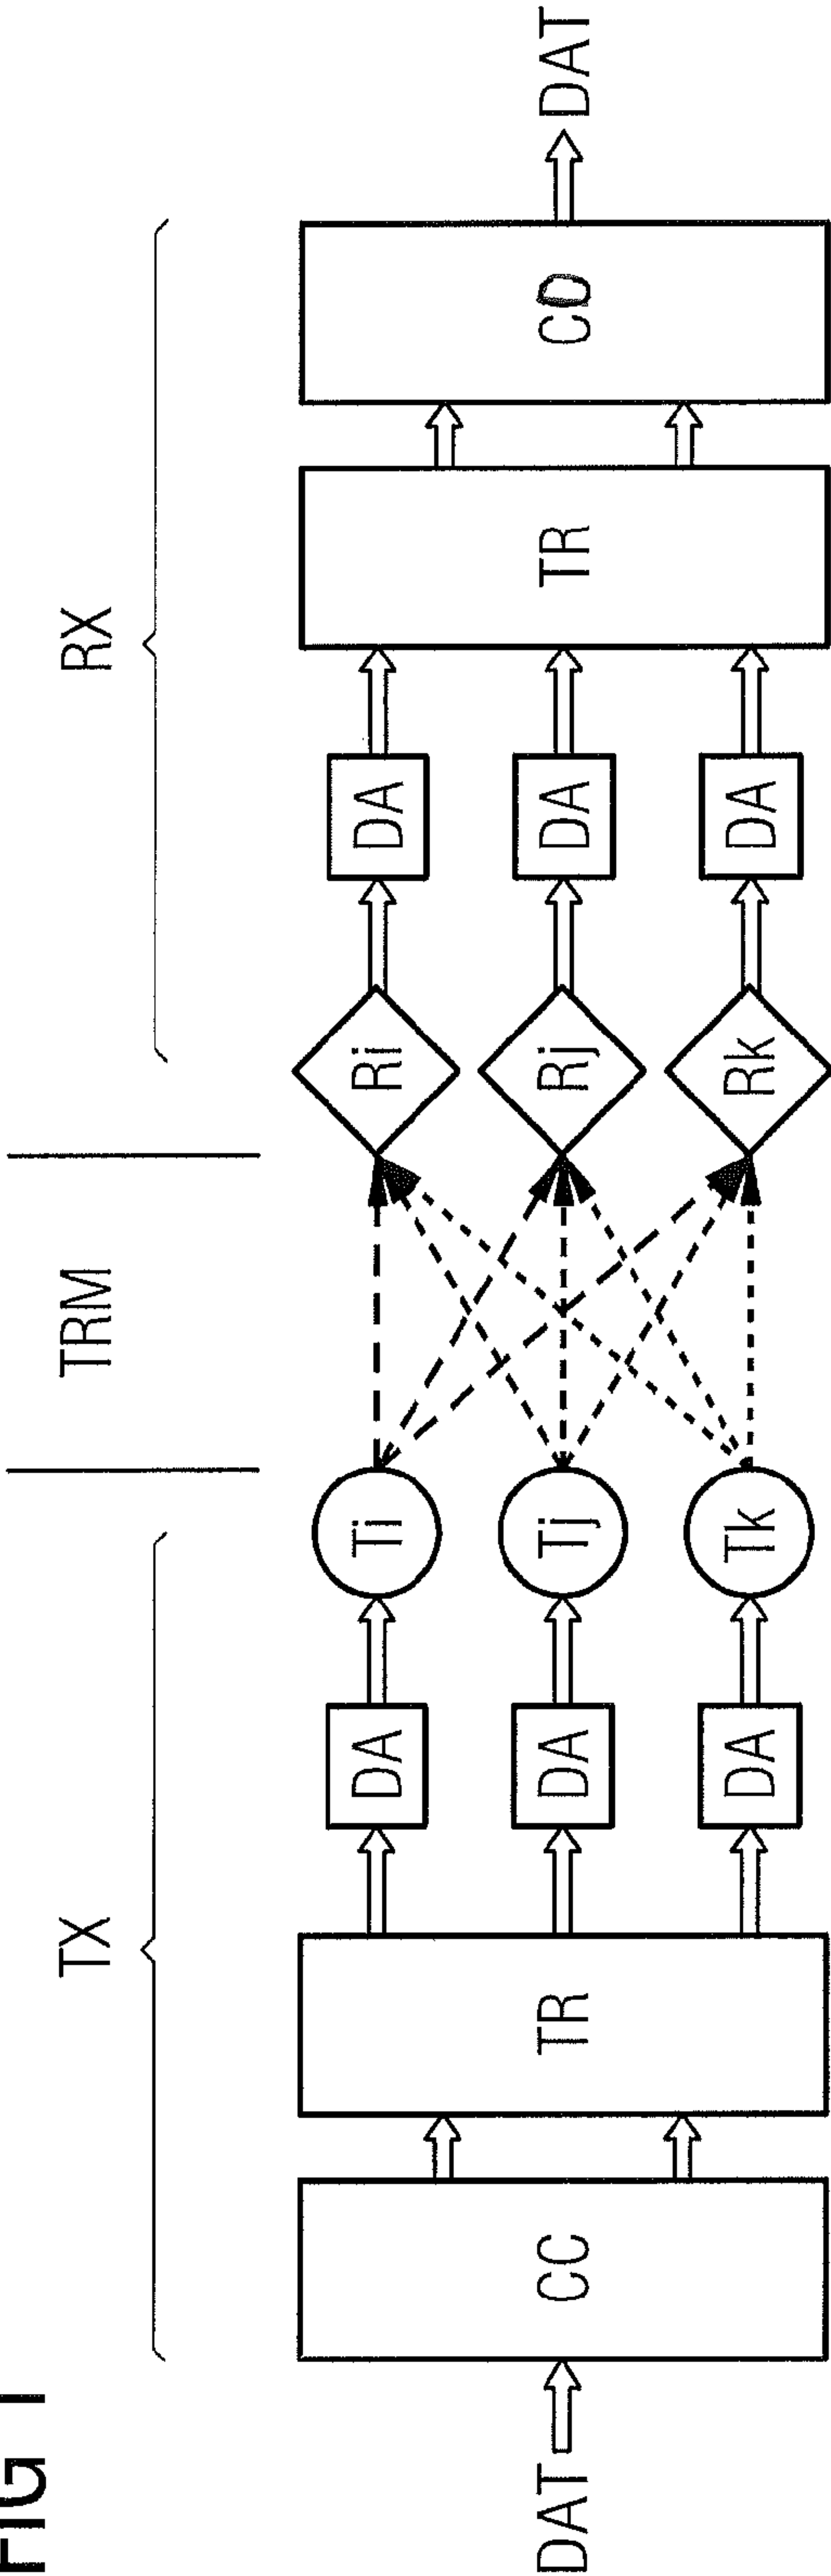 FIG 1
TX TRM RX
DA Ti Ri DA
DAT CC TR DA Tj Rj DA TR CD DAT
DA Tk Rk DA